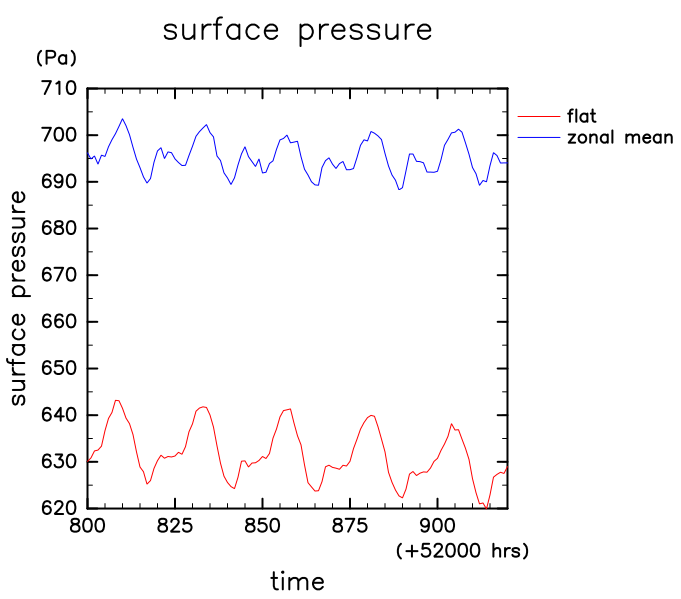 surface pressure
(Pa)
710
700
690
680
670
660
650
640
630
620
surface pressure
800 825 850 875 900
(+52000 hrs)
time
flat
zonal mean